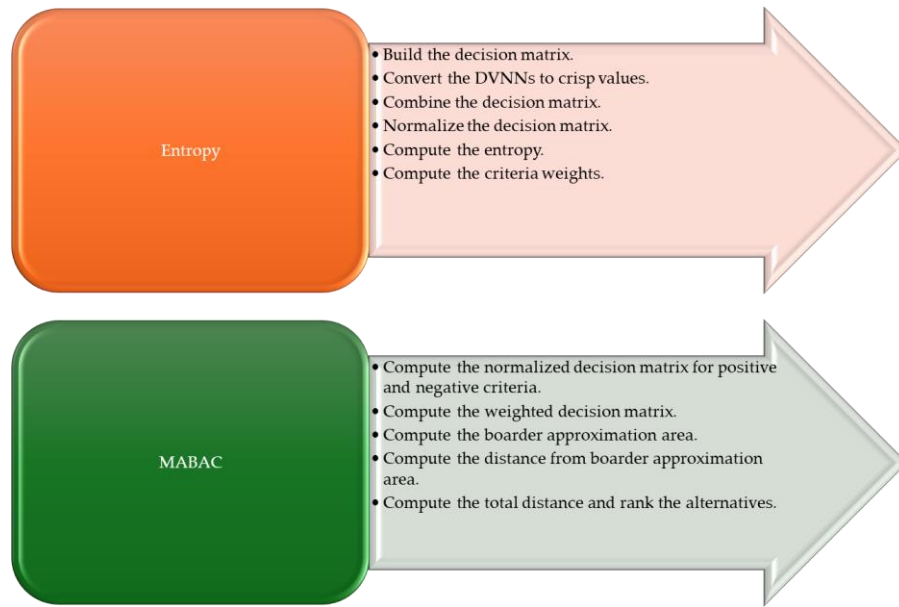 Entropy
• Build the decision matrix.
• Convert the DVNNs to crisp values.
• Combine the decision matrix.
• Normalize the decision matrix.
• Compute the entropy.
• Compute the criteria weights.
MABAC
• Compute the normalized decision matrix for positive
and negative criteria.
• Compute the weighted decision matrix.
• Compute the boarder approximation area.
• Compute the distance from boarder approximation
area.
• Compute the total distance and rank the alternatives.